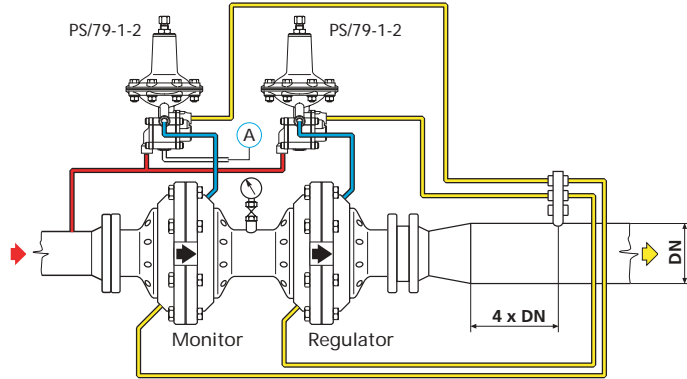 PS/79-1-2
PS/79-1-2
A
DN
4 x DN
Monitor
Regulator